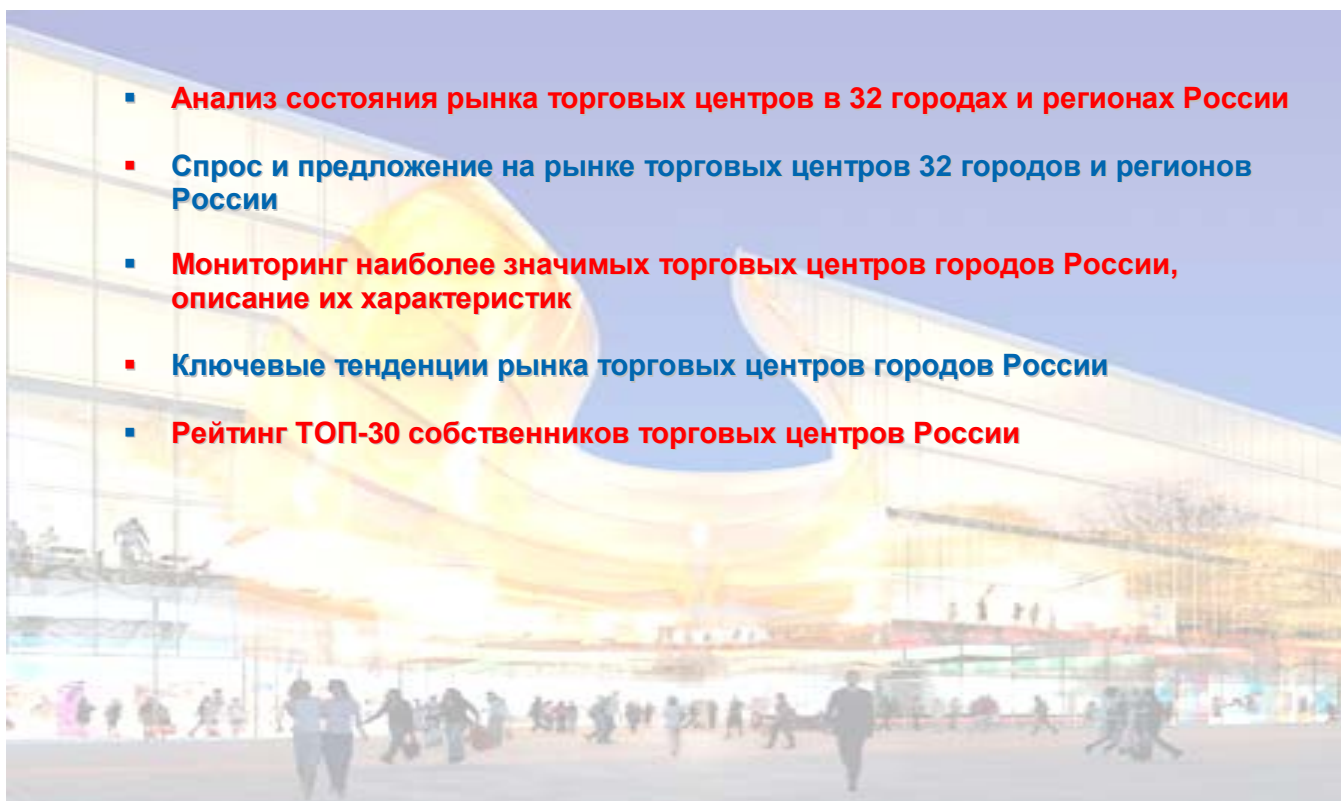 ▪ Анализ состояния рынка торговых центров в 32 городах и регионах России
▪ Спрос и предложение на рынке торговых центров 32 городов и регионов
России
▪ Мониторинг наиболее значимых торговых центров городов России,
описание их характеристик
▪ Ключевые тенденции рынка торговых центров городов России
▪ Рейтинг ТОП-30 собственников торговых центров России